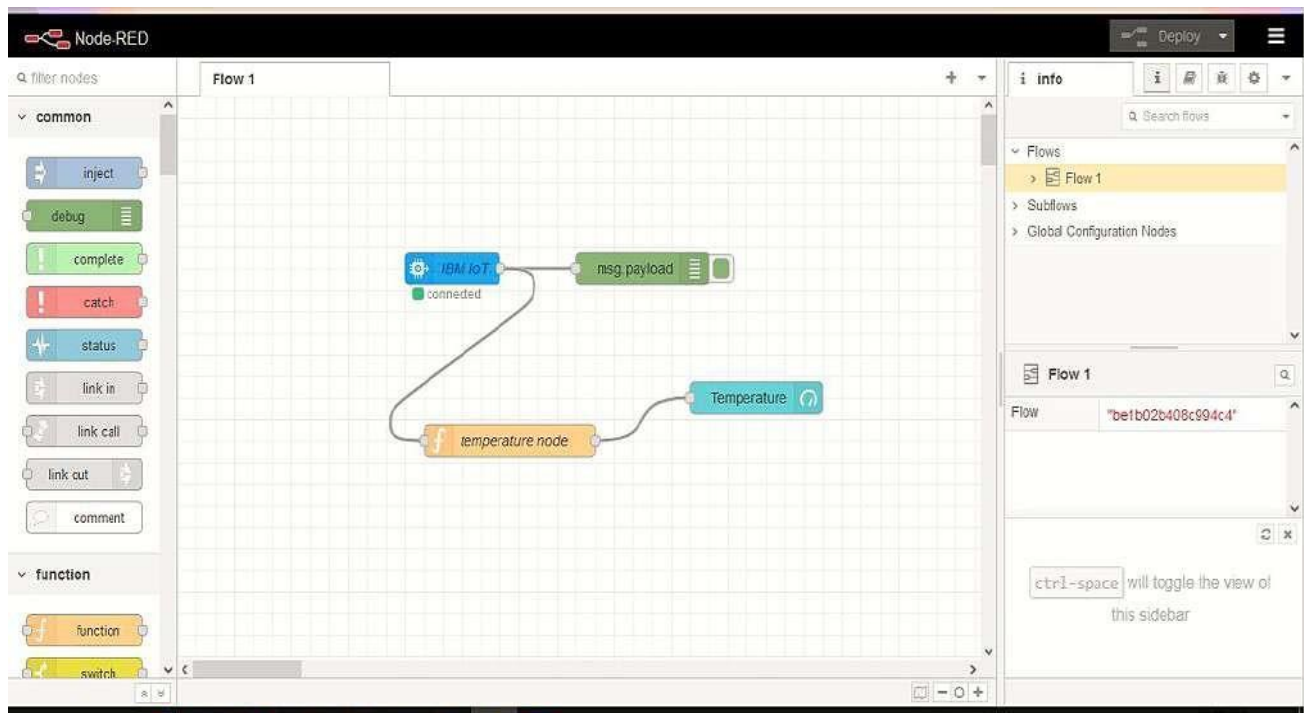 Node-RED
Deploy
filter nodes
Flow 1
i info
common
Search flows
inject
debug
complete
catch
status
link in
link call
link out
comment
function
function
switch
IBM IoT
connected
msg.payload
temperature node
Temperature
Flows
Flow 1
Subflows
Global Configuration Nodes
Flow 1
Flow "be1b02b408c994c4"
ctrl-space will toggle the view of
this sidebar